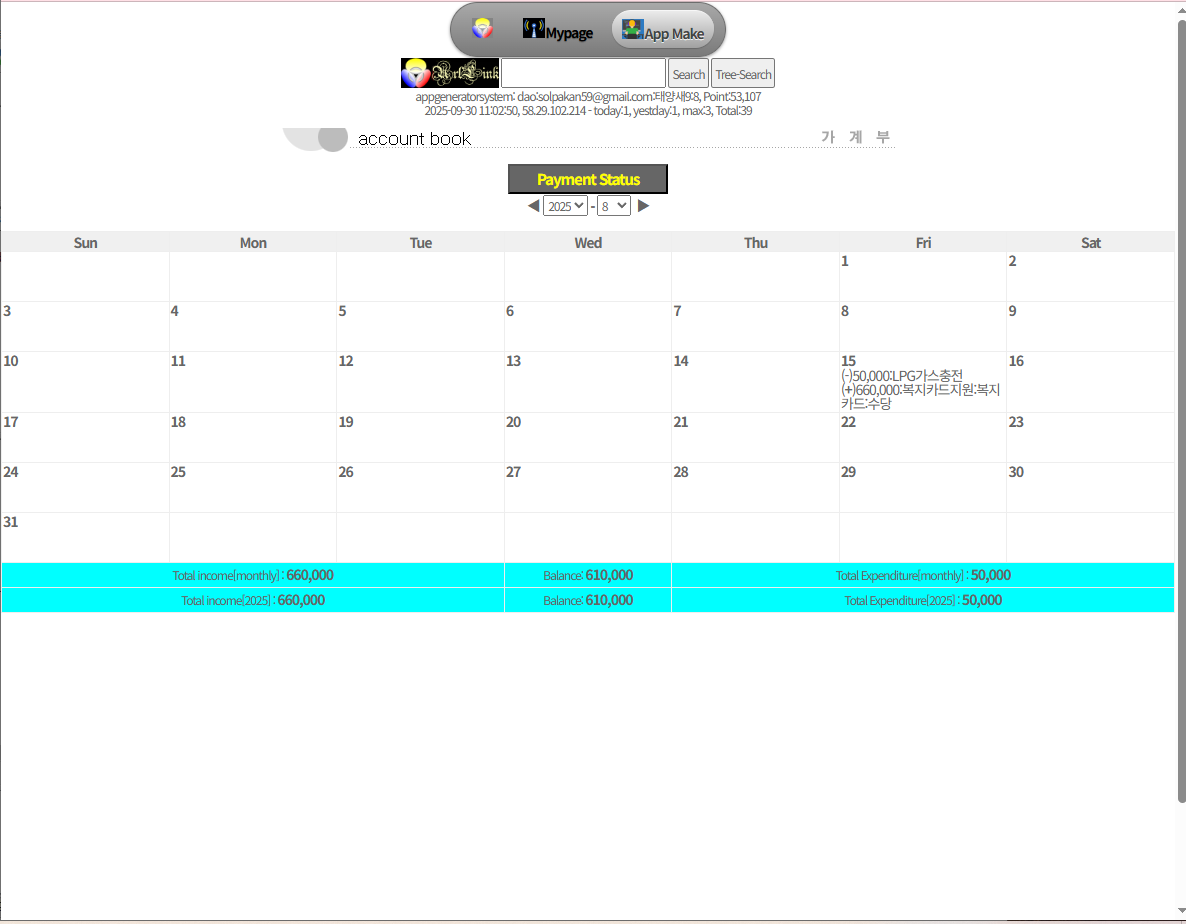 Mypage App Make
UrlLink Search Tree-Search
appgeneratorsystem: dao:solpakan59@gmail.com:태양새9:8, Point:53,107
2025-09-30 11:02:50, 58.29.102.214 - today:1, yestday:1, max:3, Total:39
account book 가 계 부
Payment Status
◀ 2025 - 8 ▶
Sun Mon Tue Wed Thu Fri Sat
1 2
3 4 5 6 7 8 9
10 11 12 13 14 15 16
(-)50,000:LPG가스충전
(+)660,000:복지카드지원:복지
카드:수당
17 18 19 20 21 22 23
24 25 26 27 28 29 30
31
Total income[monthly] : 660,000 Balance: 610,000 Total Expenditure[monthly] : 50,000
Total income[2025] : 660,000 Balance: 610,000 Total Expenditure[2025] : 50,000